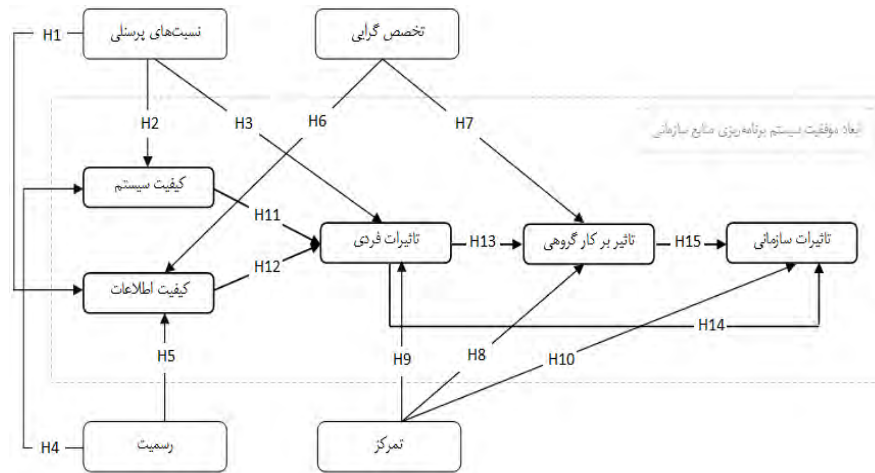 H1
نسبت‌های پرسنلی
تخصص گرایی
H2
H3
H6
H7
ابعاد موفقیت سیستم برنامه‌ریزی منابع سازمانی
کیفیت سیستم
H11
تاثیرات فردی
H13
تاثیر بر کار گروهی
H15
تاثیرات سازمانی
H12
کیفیت اطلاعات
H14
H5
H9
H8
H10
H4
رسمیت
تمرکز